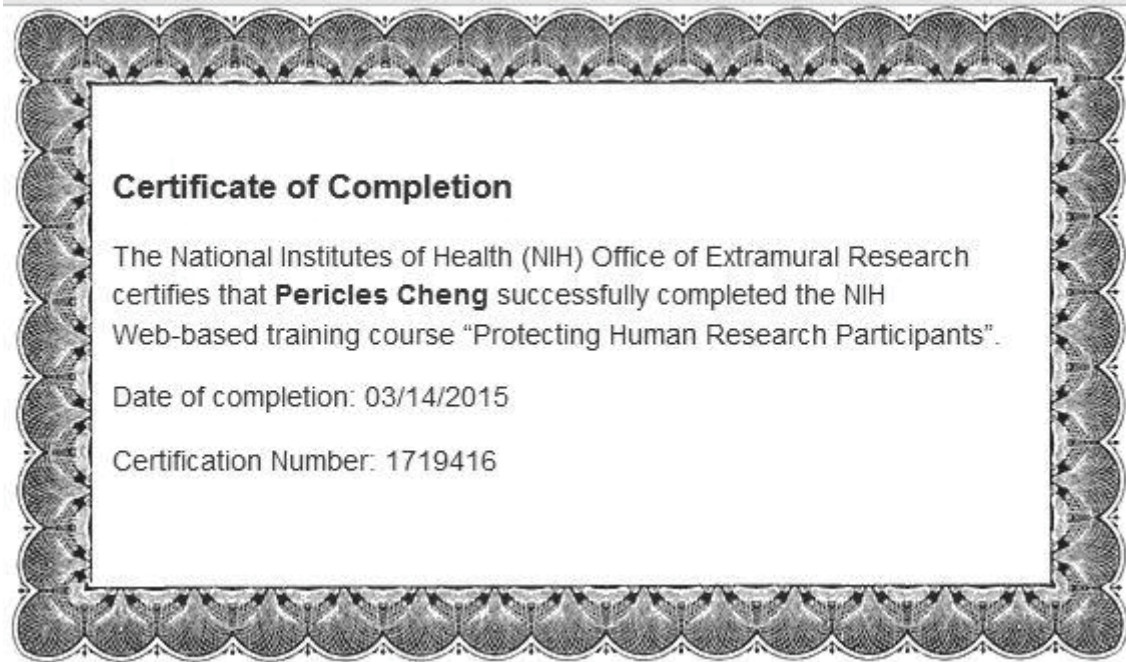 Certificate of Completion
The National Institutes of Health (NIH) Office of Extramural Research
certifies that Pericles Cheng successfully completed the NIH
Web-based training course “Protecting Human Research Participants”.
Date of completion: 03/14/2015
Certification Number: 1719416